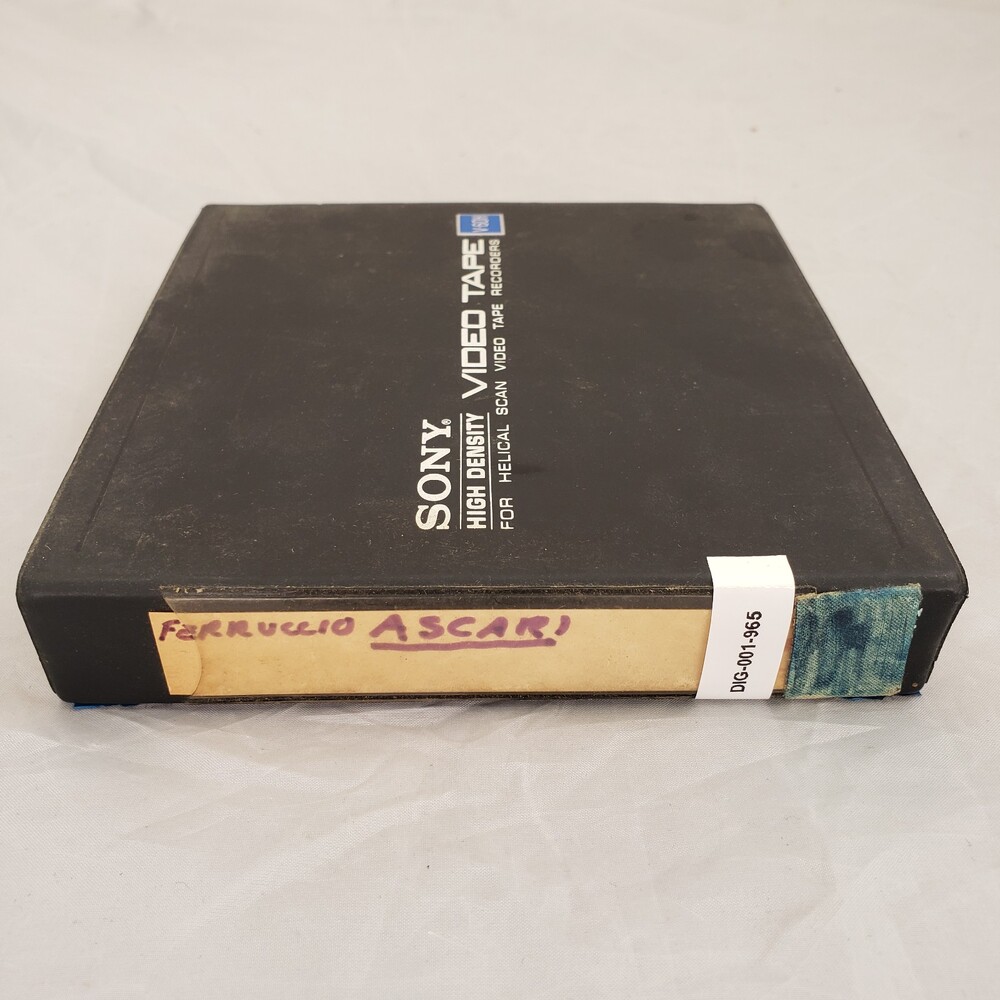 SONY®
HIGH DENSITY VIDEO TAPE
FOR HELICAL SCAN VIDEO TAPE RECORDERS
FERRUCCIO ASCARI
DIG-001-965